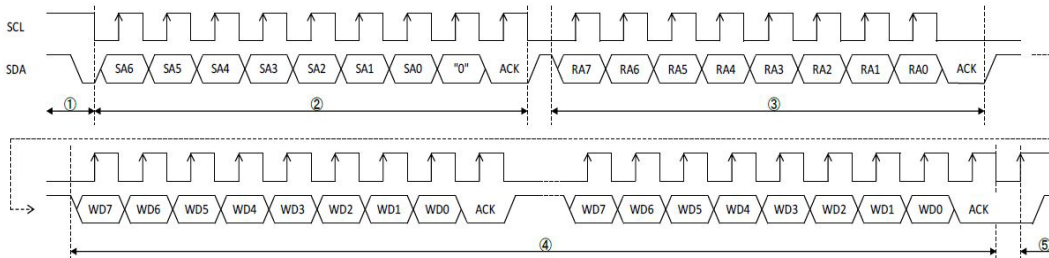 SCL
SDA SA6 SA5 SA4 SA3 SA2 SA1 SA0 "0" ACK RA7 RA6 RA5 RA4 RA3 RA2 RA1 RA0 ACK
① ② ③
WD7 WD6 WD5 WD4 WD3 WD2 WD1 WD0 ACK WD7 WD6 WD5 WD4 WD3 WD2 WD1 WD0 ACK
④ ⑤